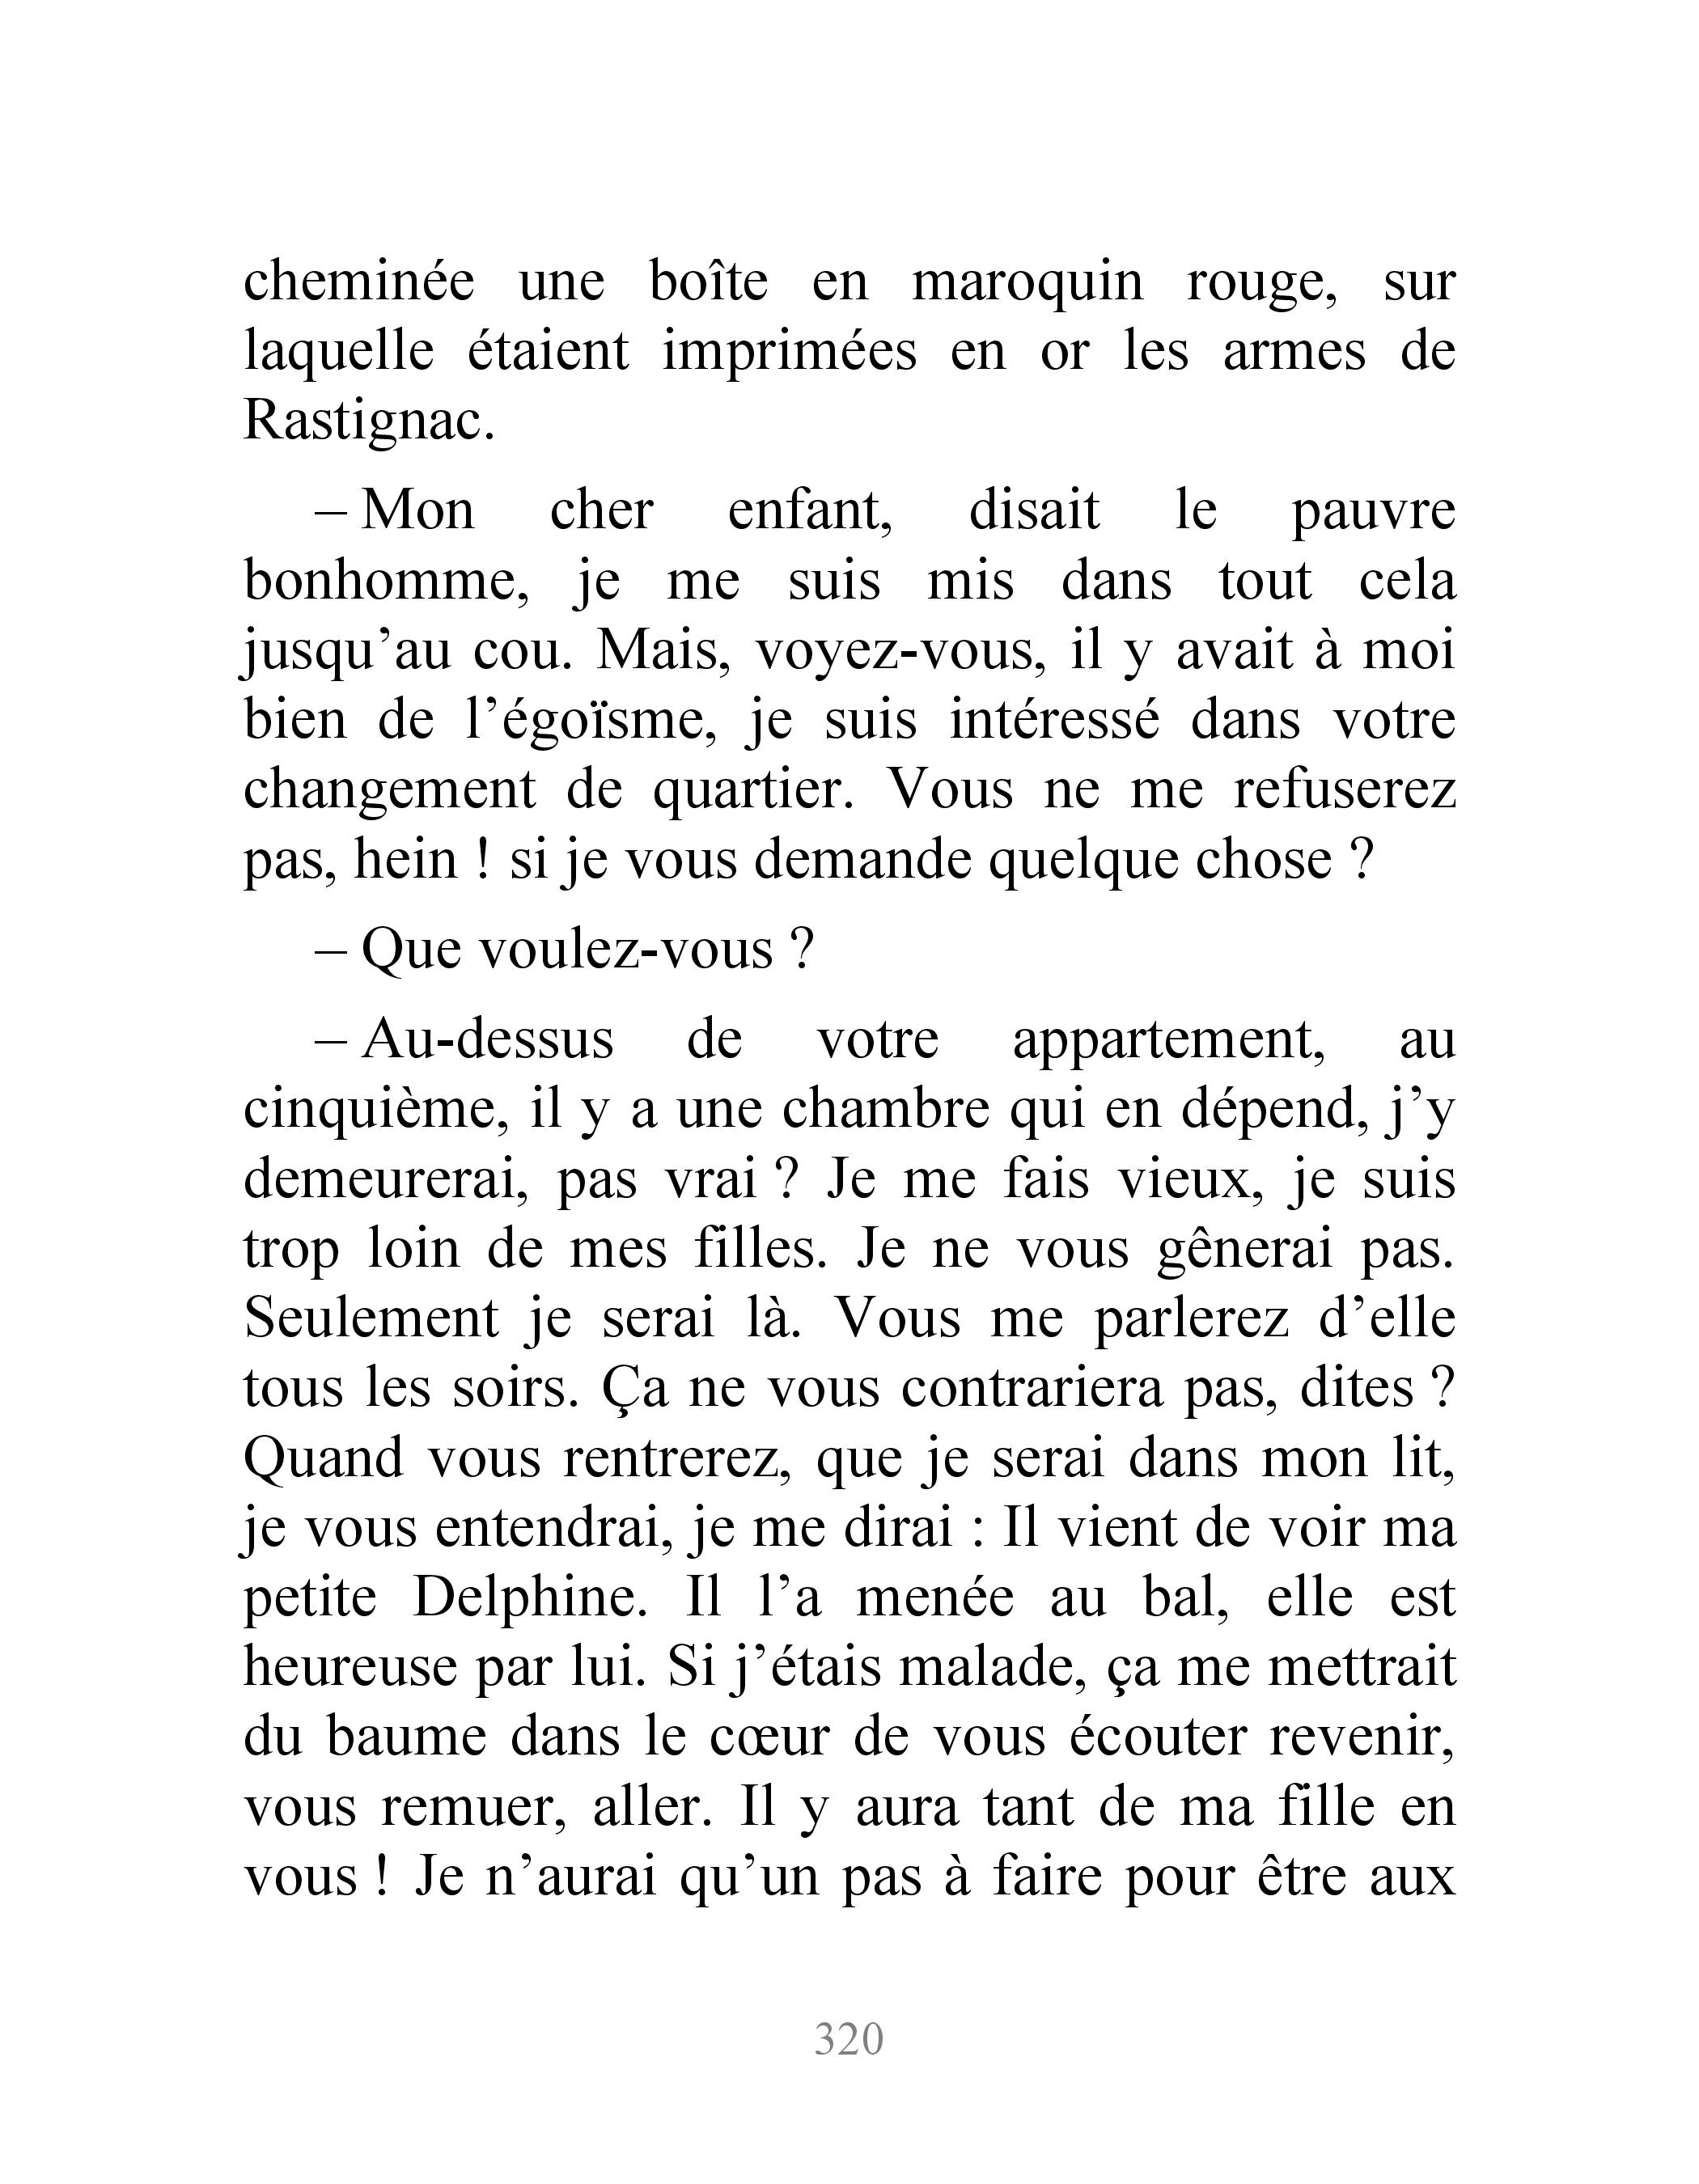 cheminée une boîte en maroquin rouge, sur
laquelle étaient imprimées en or les armes de
Rastignac.
– Mon cher enfant, disait le pauvre
bonhomme, je me suis mis dans tout cela
jusqu’au cou. Mais, voyez-vous, il y avait à moi
bien de l’égoïsme, je suis intéressé dans votre
changement de quartier. Vous ne me refuserez
pas, hein ! si je vous demande quelque chose ?
– Que voulez-vous ?
– Au-dessus de votre appartement, au
cinquième, il y a une chambre qui en dépend, j’y
demeurerai, pas vrai ? Je me fais vieux, je suis
trop loin de mes filles. Je ne vous gênerai pas.
Seulement je serai là. Vous me parlerez d’elle
tous les soirs. Ça ne vous contrariera pas, dites ?
Quand vous rentrerez, que je serai dans mon lit,
je vous entendrai, je me dirai : Il vient de voir ma
petite Delphine. Il l’a menée au bal, elle est
heureuse par lui. Si j’étais malade, ça me mettrait
du baume dans le cœur de vous écouter revenir,
vous remuer, aller. Il y aura tant de ma fille en
vous ! Je n’aurai qu’un pas à faire pour être aux
320